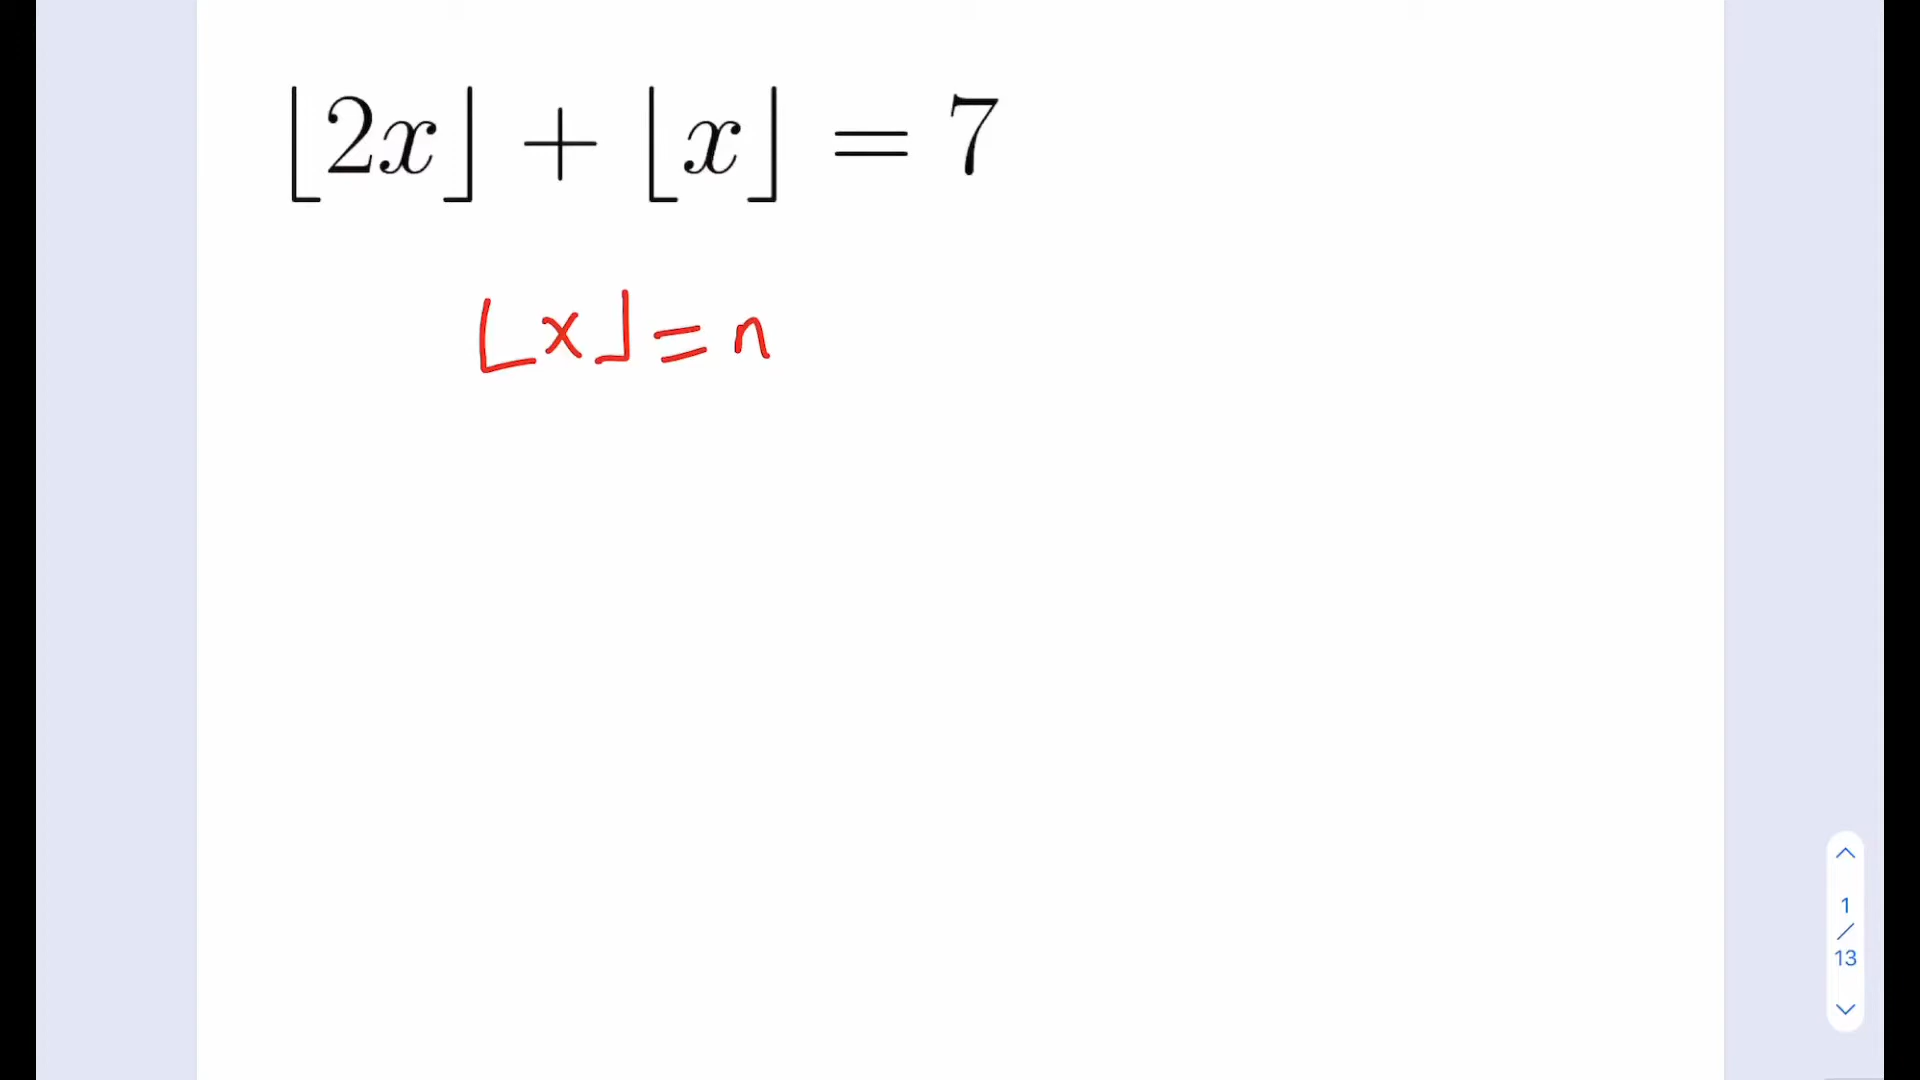 ⌊2x⌋ + ⌊x⌋ = 7
⌊x⌋ = n
1
/
13